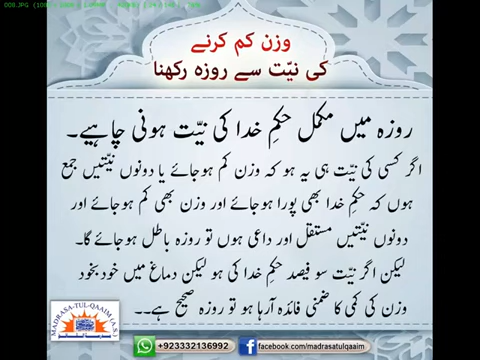 وزن کم کرنے
کی نیّت سے روزہ رکھنا
روزہ میں مکمل حکمِ خدا کی نیّت ہونی چاہیے۔
اگر کسی کی نیّت ہی یہ ہو کہ وزن کم ہوجائے یا دونوں نیّتیں جمع
ہوں کہ حکمِ خدا بھی پورا ہوجائے اور وزن بھی کم ہوجائے اور
دونوں نیّتیں مستقل اور داعی ہوں تو روزہ باطل ہوجائے گا۔
لیکن اگر نیّت سو فیصد حکمِ خدا کی ہو لیکن دماغ میں خود بخود
وزن کی کمی کا ضمنی فائدہ آرہا ہو تو روزہ صحیح ہے۔۔
MADRASA-TUL-QAAIM(A.S.)
+923332136992
facebook.com/madrasatulqaaim